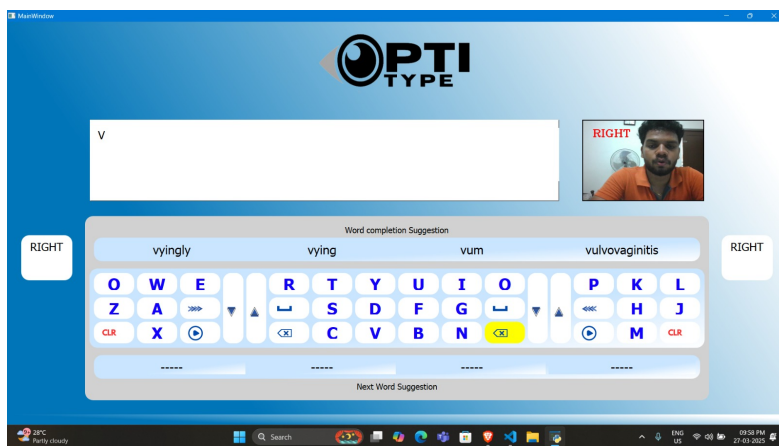 MainWindow
OPTI
TYPE
V
RIGHT
RIGHT
RIGHT
Word completion Suggestion
vyingly vying vum vulvovaginitis
O W E R T Y U I O P K L
Z A S D F G H J
CLR X C V B N M CLR
----- ----- ----- -----
Next Word Suggestion
28°C
Partly cloudy
Search
ENG
US
09:58 PM
27-03-2025